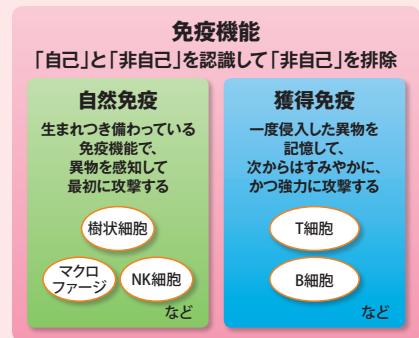 免疫機能
「自己」と「非自己」を認識して「非自己」を排除
自然免疫
生まれつき備わっている
免疫機能で、
異物を感知して
最初に攻撃する
樹状細胞
マクロ
ファージ
NK細胞
など
獲得免疫
一度侵入した異物を
記憶して、
次からはすみやかに、
かつ強力に攻撃する
T細胞
B細胞
など